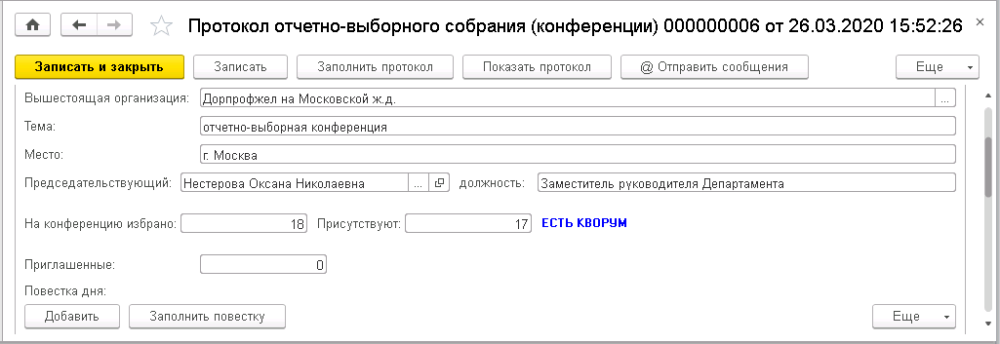 Протокол отчетно-выборного собрания (конференции) 000000006 от 26.03.2020 15:52:26
Записать и закрыть Записать Заполнить протокол Показать протокол @ Отправить сообщения Еще
Вышестоящая организация: Дорпрофжел на Московской ж.д. ...
Тема: отчетно-выборная конференция
Место: г. Москва
Председательствующий: Нестерова Оксана Николаевна ... должность: Заместитель руководителя Департамента
На конференцию избрано: 18 Присутствуют: 17 ЕСТЬ КВОРУМ
Приглашенные: 0
Повестка дня:
Добавить Заполнить повестку Еще